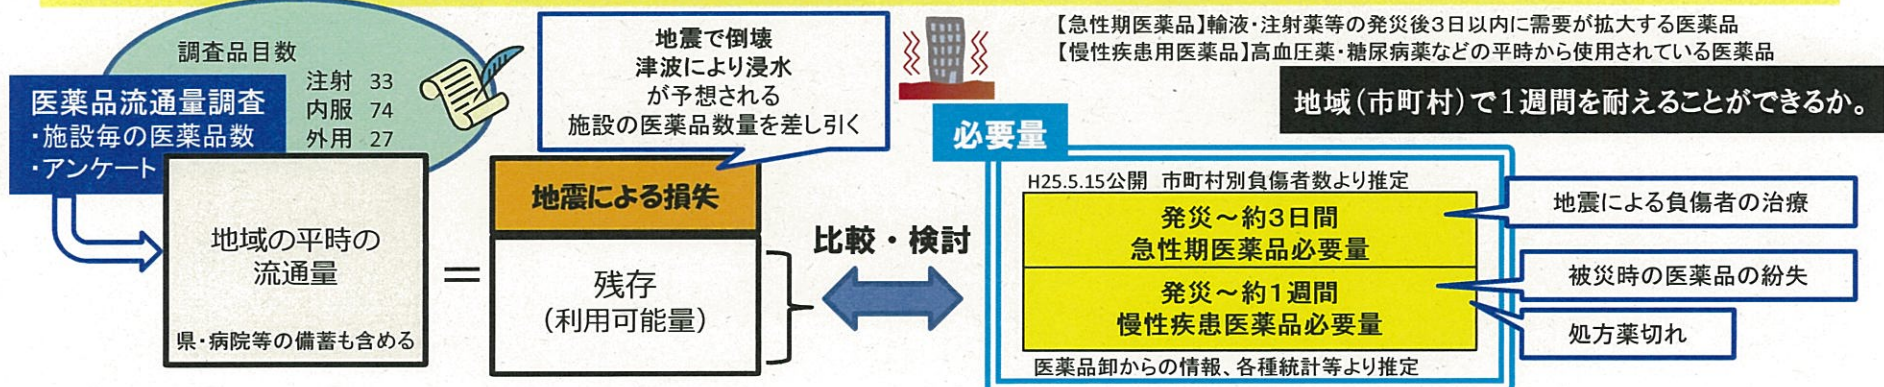 調査品目数
注射 33
内服 74
外用 27
医薬品流通量調査
・施設毎の医薬品数
・アンケート
地域の平時の
流通量
県・病院等の備蓄も含める
＝
地震で倒壊
津波により浸水
が予想される
施設の医薬品数量を差し引く
地震による損失
残存
（利用可能量）
比較・検討
【急性期医薬品】輸液・注射薬等の発災後3日以内に需要が拡大する医薬品
【慢性疾患用医薬品】高血圧薬・糖尿病薬などの平時から使用されている医薬品
地域（市町村）で１週間を耐えることができるか。
必要量
H25.5.15公開 市町村別負傷者数より推定
発災～約３日間
急性期医薬品必要量
発災～約１週間
慢性疾患医薬品必要量
医薬品卸からの情報、各種統計等より推定
地震による負傷者の治療
被災時の医薬品の紛失
処方薬切れ